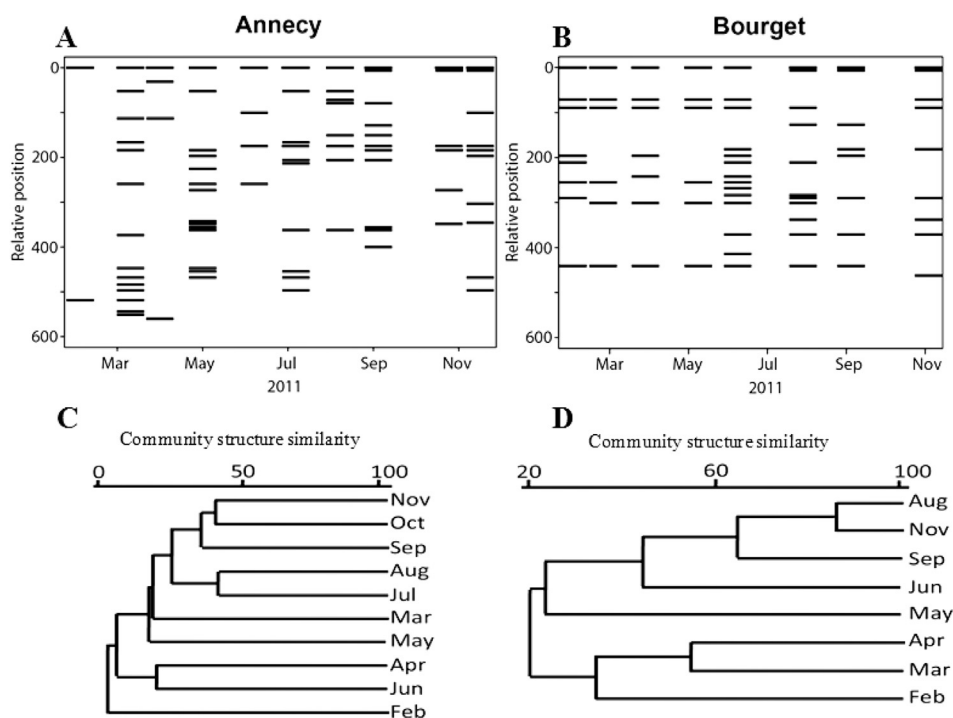 A
Annecy
B
Bourget
Relative position
0
200
400
600
Mar
May
Jul
Sep
Nov
2011
Relative position
0
200
400
600
Mar
May
Jul
Sep
Nov
2011
C
Community structure similarity
0
50
100
Nov
Oct
Sep
Aug
Jul
Mar
May
Apr
Jun
Feb
D
Community structure similarity
20
60
100
Aug
Nov
Sep
Jun
May
Apr
Mar
Feb